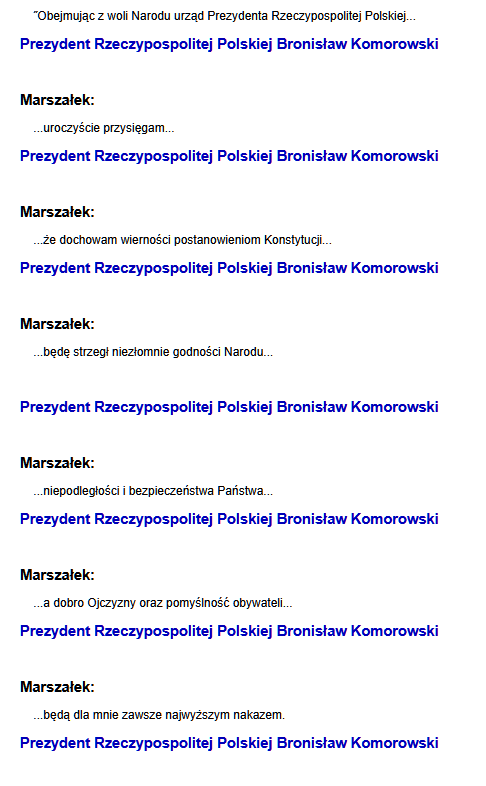 ˝Obejmując z woli Narodu urząd Prezydenta Rzeczypospolitej Polskiej...
Prezydent Rzeczypospolitej Polskiej Bronisław Komorowski
Marszałek:
...uroczyście przysięgam...
Prezydent Rzeczypospolitej Polskiej Bronisław Komorowski
Marszałek:
...że dochowam wierności postanowieniom Konstytucji...
Prezydent Rzeczypospolitej Polskiej Bronisław Komorowski
Marszałek:
...będę strzegł niezłomnie godności Narodu...
Prezydent Rzeczypospolitej Polskiej Bronisław Komorowski
Marszałek:
...niepodległości i bezpieczeństwa Państwa...
Prezydent Rzeczypospolitej Polskiej Bronisław Komorowski
Marszałek:
...a dobro Ojczyzny oraz pomyślność obywateli...
Prezydent Rzeczypospolitej Polskiej Bronisław Komorowski
Marszałek:
...będą dla mnie zawsze najwyższym nakazem.
Prezydent Rzeczypospolitej Polskiej Bronisław Komorowski